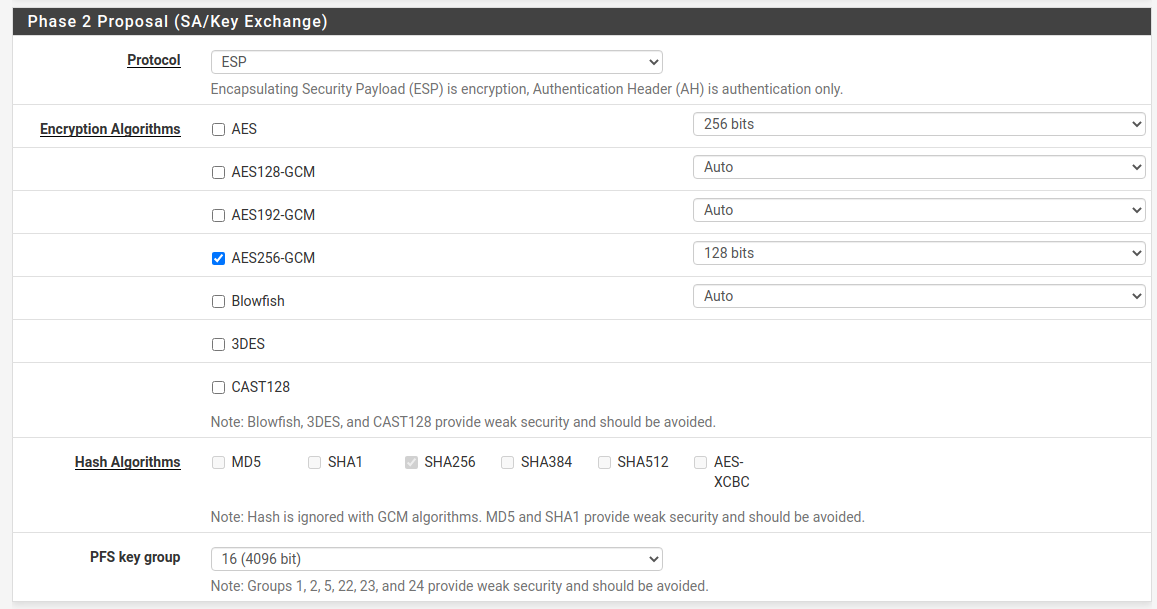 Phase 2 Proposal (SA/Key Exchange)
Protocol
ESP
Encapsulating Security Payload (ESP) is encryption, Authentication Header (AH) is authentication only.
Encryption Algorithms
AES
256 bits
AES128-GCM
Auto
AES192-GCM
Auto
AES256-GCM
128 bits
Blowfish
Auto
3DES
CAST128
Note: Blowfish, 3DES, and CAST128 provide weak security and should be avoided.
Hash Algorithms
MD5
SHA1
SHA256
SHA384
SHA512
AES-
XCBC
Note: Hash is ignored with GCM algorithms. MD5 and SHA1 provide weak security and should be avoided.
PFS key group
16 (4096 bit)
Note: Groups 1, 2, 5, 22, 23, and 24 provide weak security and should be avoided.